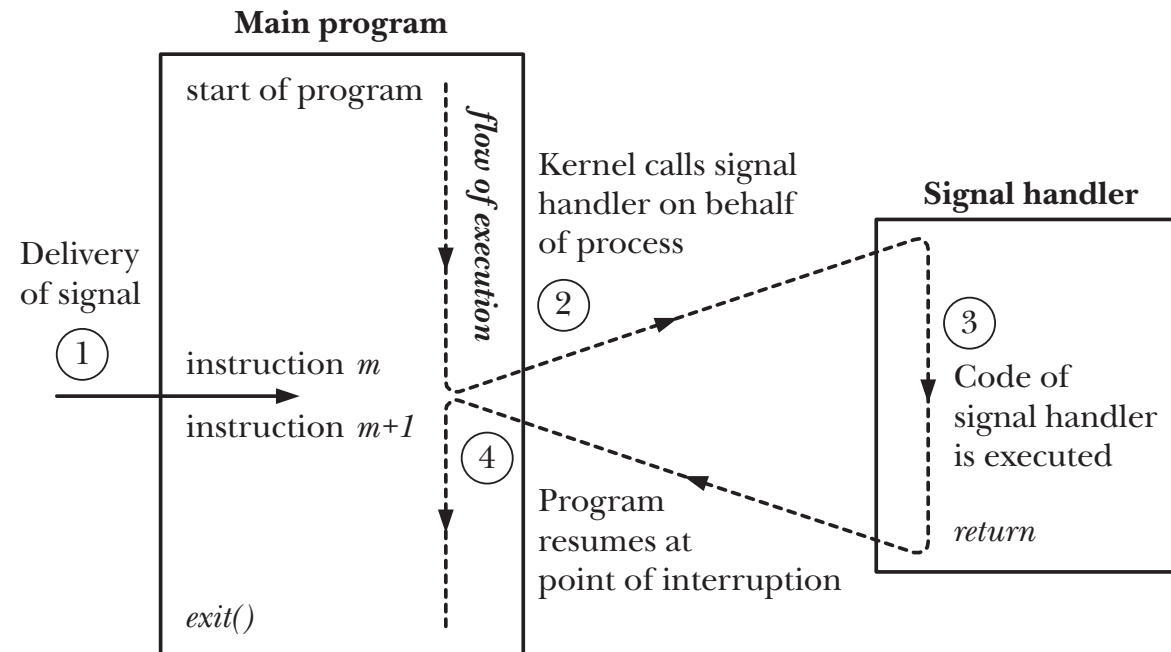 Main program
start of program
flow of execution
Delivery
of signal
1
instruction m
instruction m+1
exit()
Kernel calls signal
handler on behalf
of process
2
Signal handler
3
Code of
signal handler
is executed
return
4
Program
resumes at
point of interruption